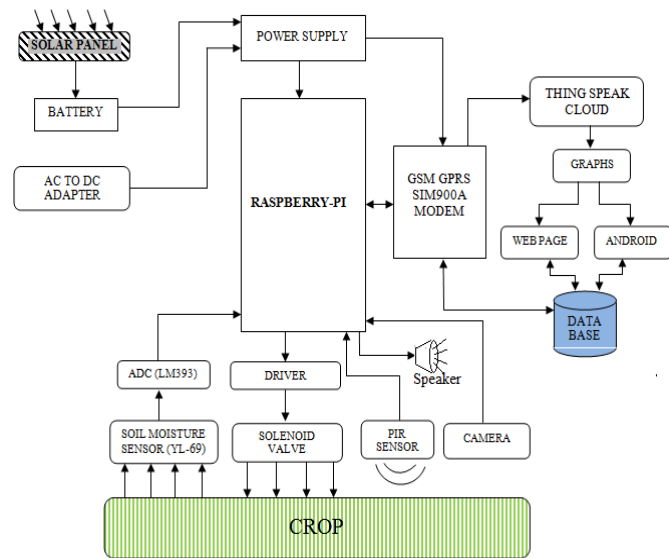 SOLAR PANEL
POWER SUPPLY
BATTERY
THING SPEAK
CLOUD
AC TO DC
ADAPTER
RASPBERRY-PI
GSM GPRS
SIM900A
MODEM
GRAPHS
WEB PAGE
ANDROID
DATA
BASE
ADC (LM393)
DRIVER
Speaker
SOIL MOISTURE
SENSOR (YL-69)
SOLENOID
VALVE
PIR
SENSOR
CAMERA
CROP